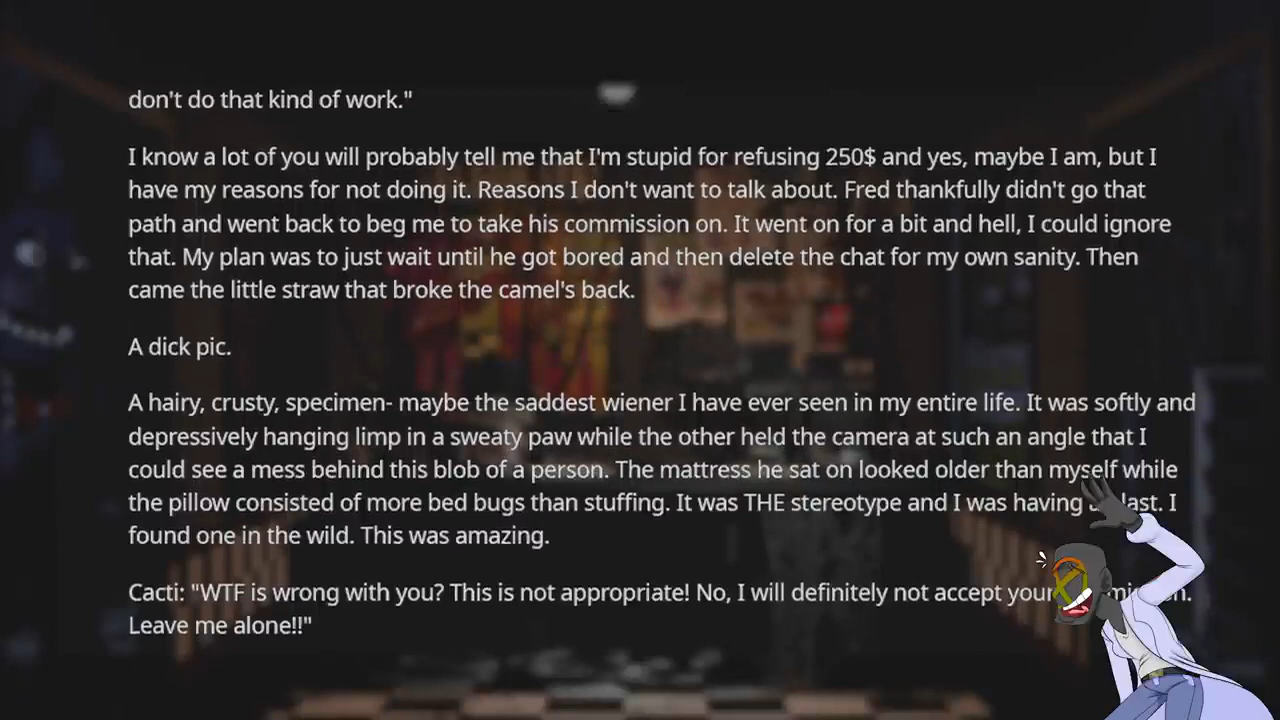 don't do that kind of work."
I know a lot of you will probably tell me that I'm stupid for refusing 250$ and yes, maybe I am, but I
have my reasons for not doing it. Reasons I don't want to talk about. Fred thankfully didn't go that
path and went back to beg me to take his commission on. It went on for a bit and hell, I could ignore
that. My plan was to just wait until he got bored and then delete the chat for my own sanity. Then
came the little straw that broke the camel's back.
A dick pic.
A hairy, crusty, specimen- maybe the saddest wiener I have ever seen in my entire life. It was softly and
depressively hanging limp in a sweaty paw while the other held the camera at such an angle that I
could see a mess behind this blob of a person. The mattress he sat on looked older than myself while
the pillow consisted of more bed bugs than stuffing. It was THE stereotype and I was having I
found one in the wild. This was amazing.
Cacti: "WTF is wrong with you? This is not appropriate! No, I will definitely not accept your
Leave me alone!!"